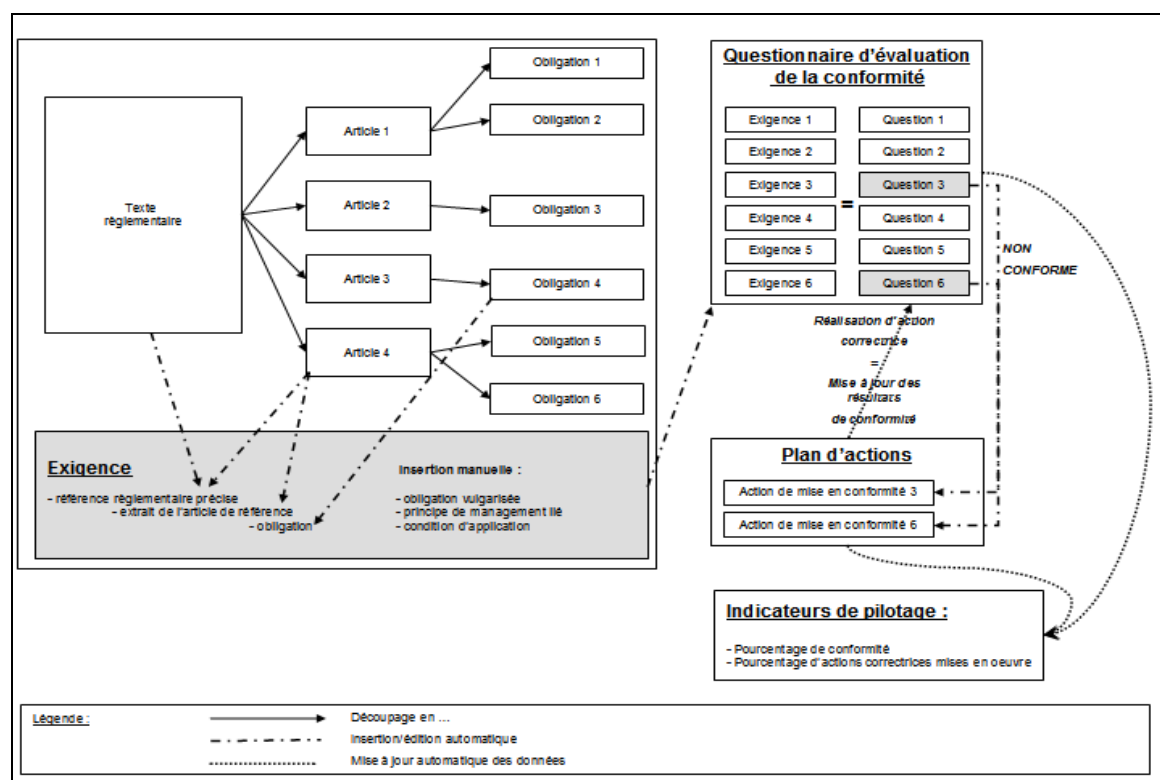 Texte
règlementaire
Article 1
Article 2
Article 3
Article 4
Obligation 1
Obligation 2
Obligation 3
Obligation 4
Obligation 5
Obligation 6
Exigence
- référence règlementaire précise
- extrait de l'article de référence
- obligation
Insertion manuelle :
- obligation vulgarisée
- principe de management lié
- condition d'application
Questionnaire d'évaluation
de la conformité
Exigence 1
Exigence 2
Exigence 3
Exigence 4
Exigence 5
Exigence 6
=
Question 1
Question 2
Question 3
Question 4
Question 5
Question 6
NON
CONFORME
Réalisation d'action
correctrice
=
Mise à jour des
résultats
de conformité
Plan d'actions
Action de mise en conformité 3
Action de mise en conformité 6
Indicateurs de pilotage :
- Pourcentage de conformité
- Pourcentage d'actions correctrices mises en oeuvre
Légende :
Découpage en ...
Insertion/édition automatique
Mise à jour automatique des données